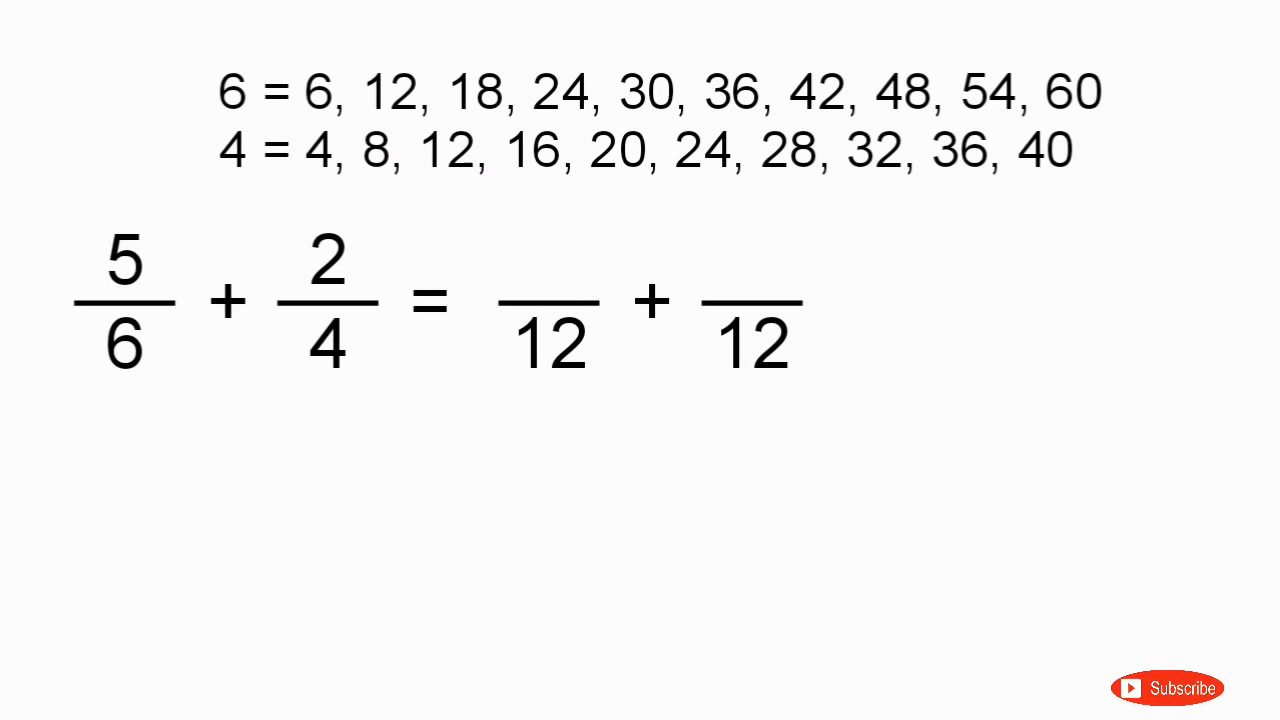 6 = 6, 12, 18, 24, 30, 36, 42, 48, 54, 60
4 = 4, 8, 12, 16, 20, 24, 28, 32, 36, 40
5 2
+ = +
6 4 12 12
Subscribe